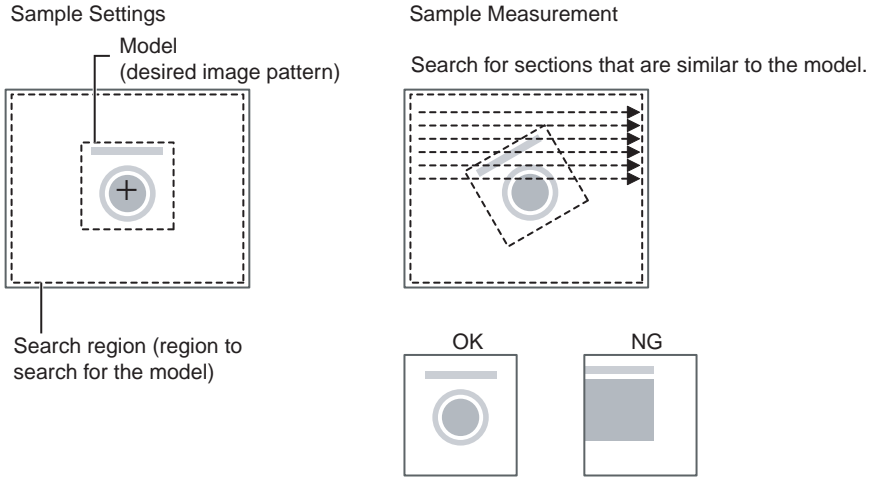 Sample Settings
Model
(desired image pattern)
Search region (region to
search for the model)
Sample Measurement
Search for sections that are similar to the model.
OK
NG